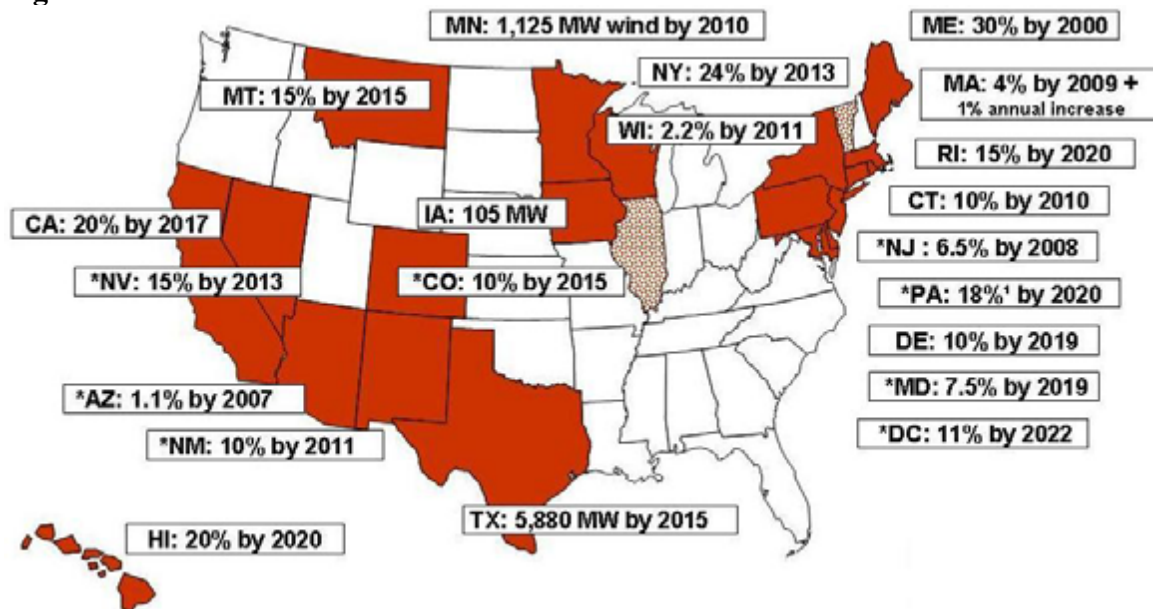 MN: 1,125 MW wind by 2010
ME: 30% by 2000
NY: 24% by 2013
MT: 15% by 2015
MA: 4% by 2009 +
1% annual increase
WI: 2.2% by 2011
RI: 15% by 2020
CT: 10% by 2010
IA: 105 MW
CA: 20% by 2017
*NJ : 6.5% by 2008
*NV: 15% by 2013
*CO: 10% by 2015
*PA: 18%¹ by 2020
DE: 10% by 2019
*AZ: 1.1% by 2007
*MD: 7.5% by 2019
*NM: 10% by 2011
*DC: 11% by 2022
TX: 5,880 MW by 2015
HI: 20% by 2020